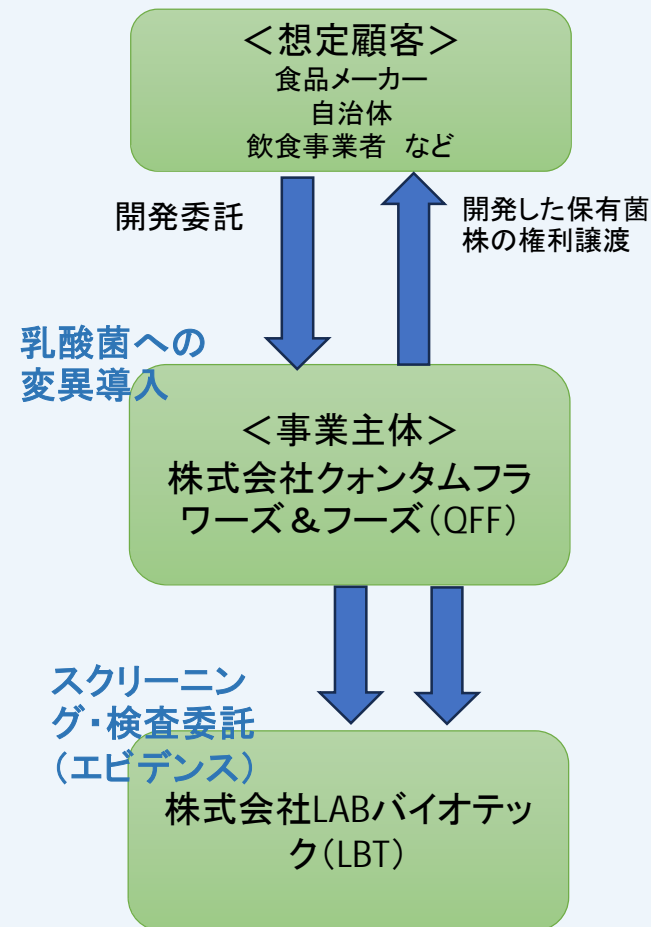 ＜想定顧客＞
食品メーカー
自治体
飲食事業者 など
開発委託
開発した保有菌
株の権利譲渡
乳酸菌への
変異導入
＜事業主体＞
株式会社クォンタムフラ
ワーズ＆フーズ（QFF）
スクリーニン
グ・検査委託
（エビデンス）
株式会社LABバイオテッ
ク（LBT）